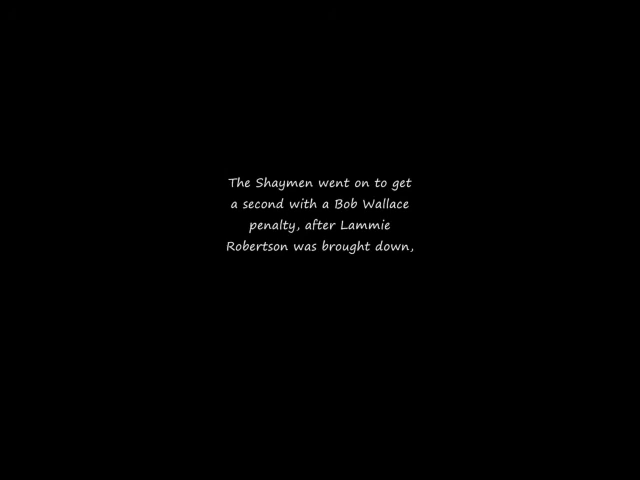 The Shaymen went on to get
a second with a Bob Wallace
penalty, after Lammie
Robertson was brought down,